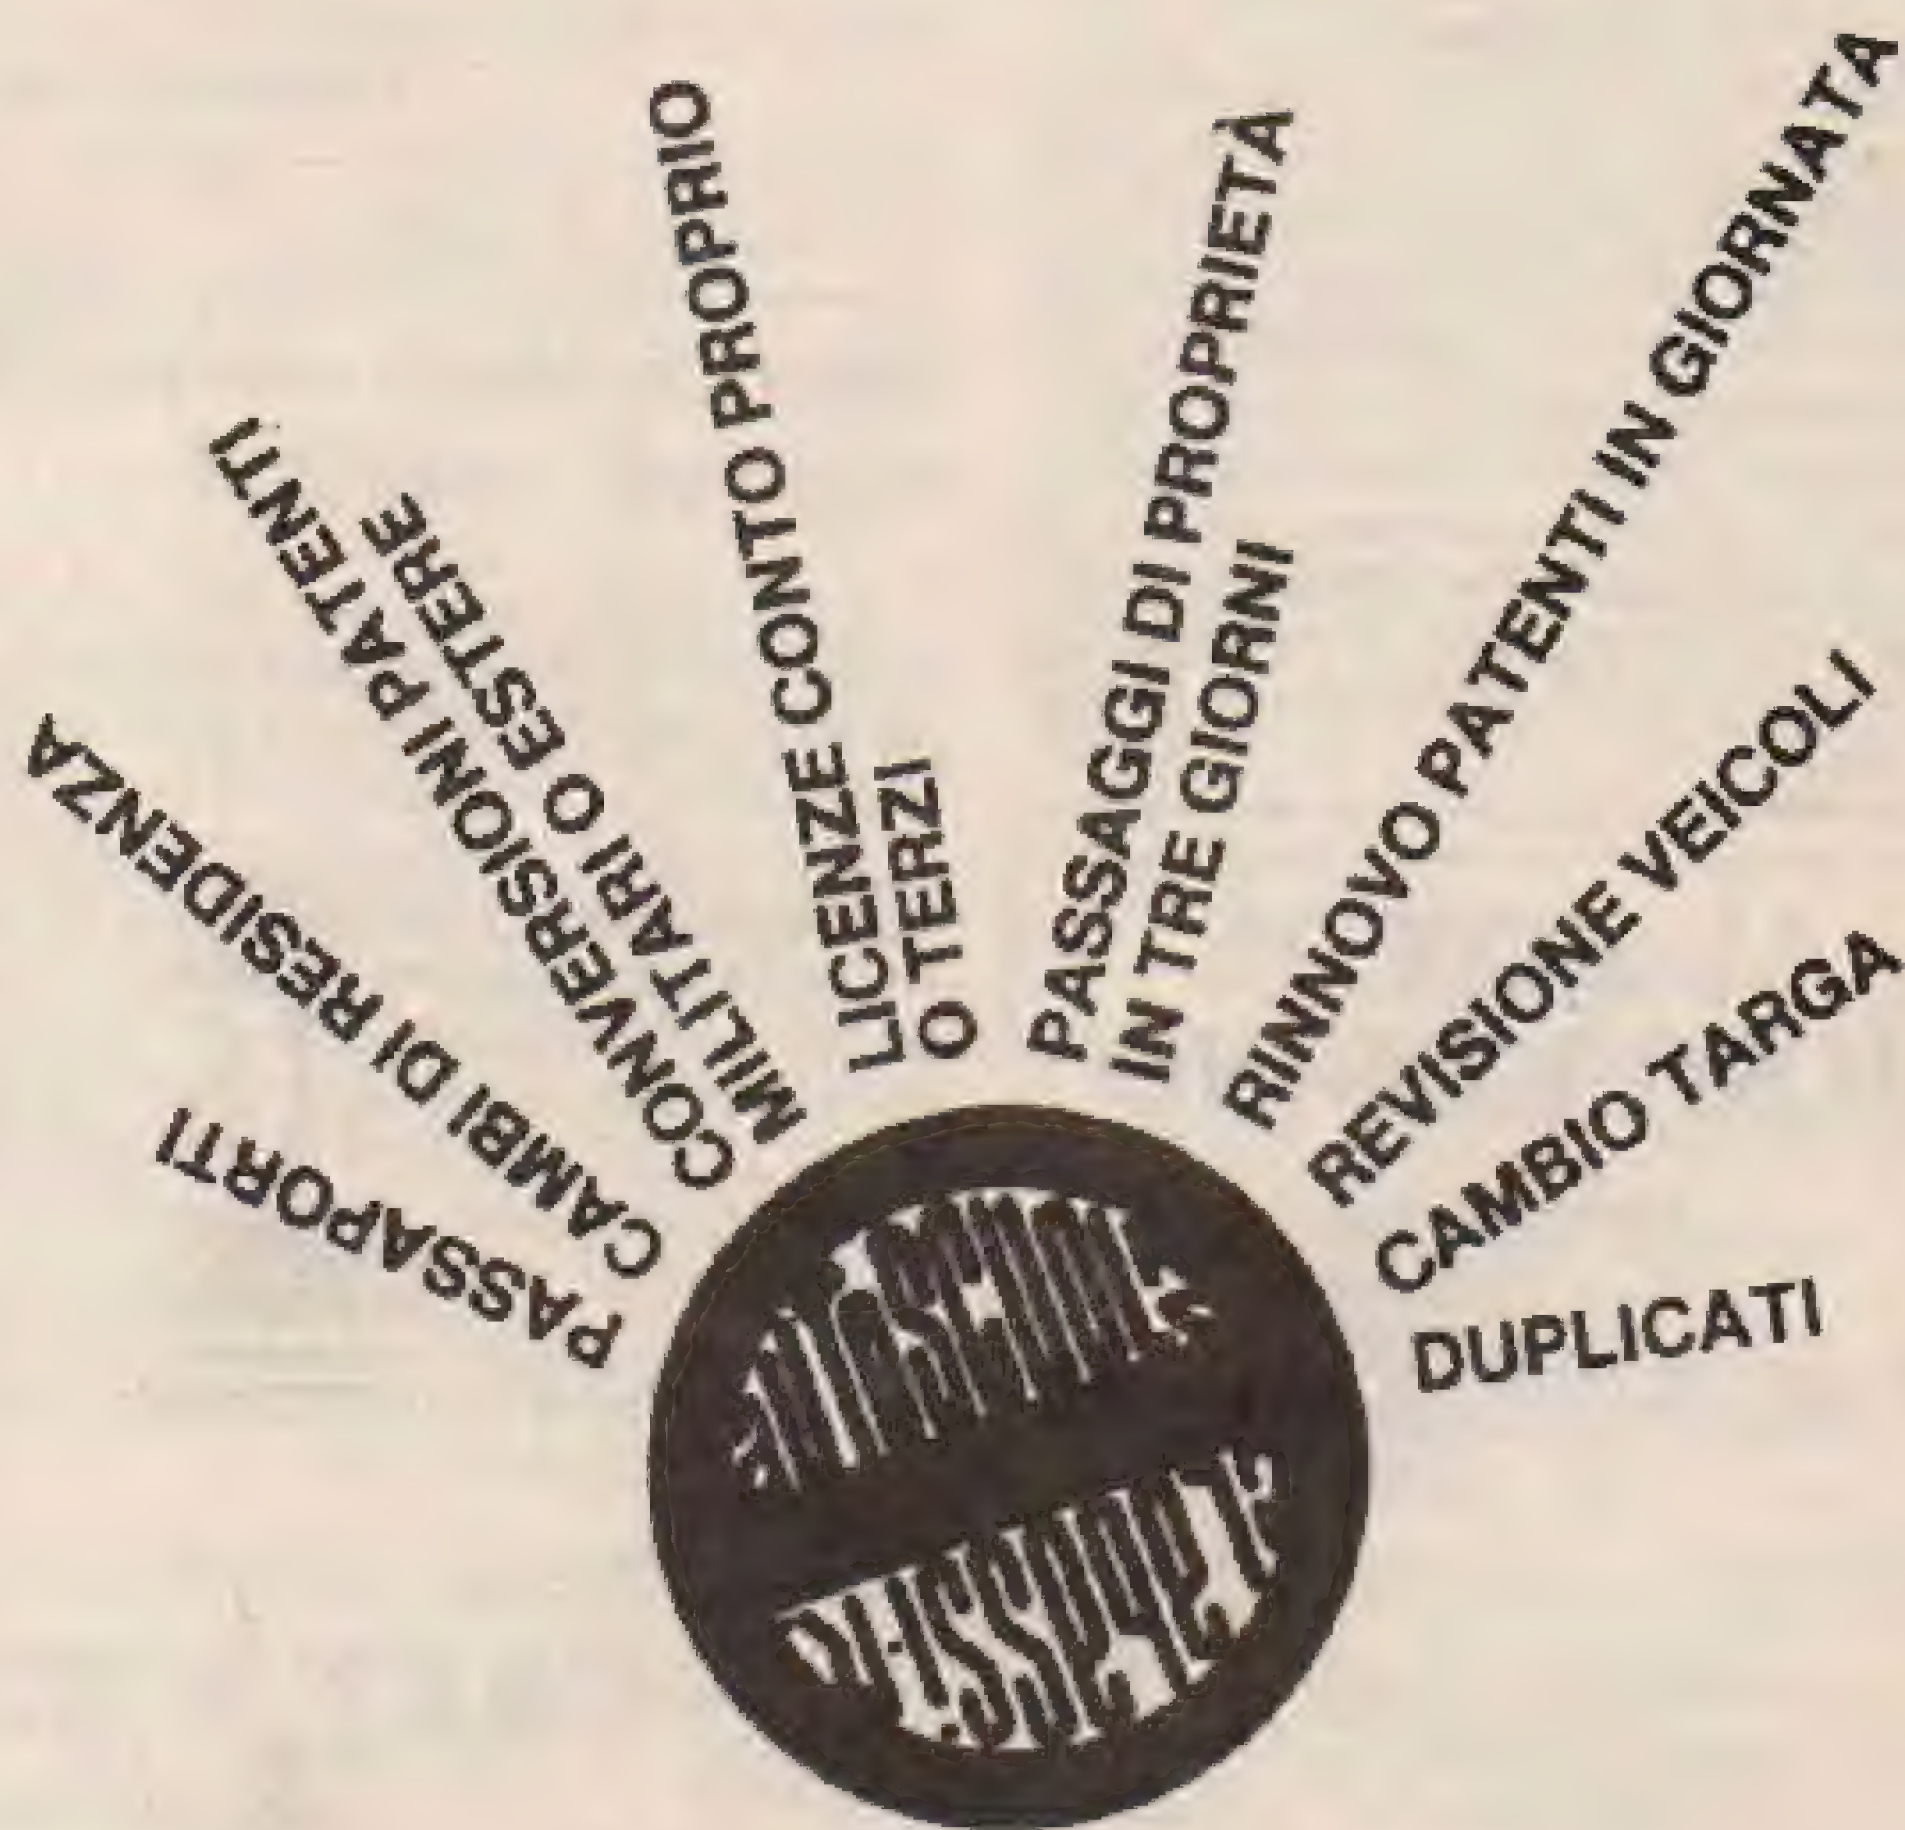 PASSAPORTI
CAMBI DI RESIDENZA
CONVERSIONI PATENTI
MILITARI O ESTERE
LICENZE CONTO PROPRIO
O TERZI
PASSAGGI DI PROPRIETÀ
IN TRE GIORNI
RINNOVO PATENTI IN GIORNATA
REVISIONE VEICOLI
CAMBIO TARGA
DUPLICATI